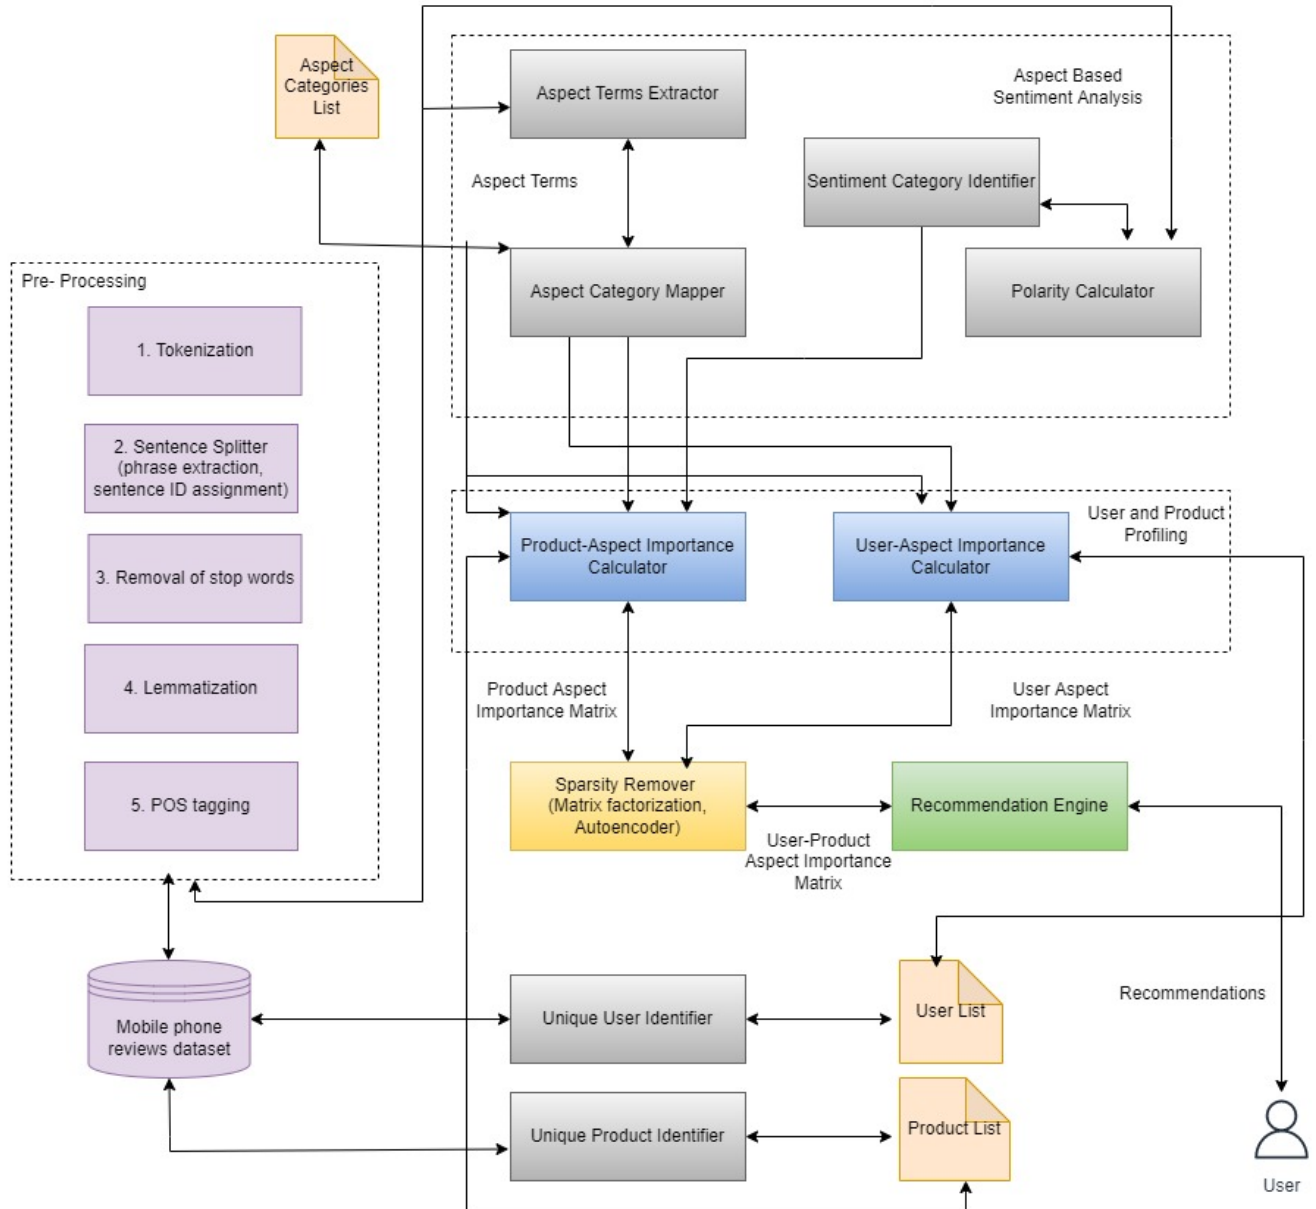 Aspect
Categories
List
Aspect Terms Extractor
Aspect Based
Sentiment Analysis
Aspect Terms
Sentiment Category Identifier
Aspect Category Mapper
Polarity Calculator
Pre- Processing
1. Tokenization
2. Sentence Splitter
(phrase extraction,
sentence ID assignment)
3. Removal of stop words
4. Lemmatization
5. POS tagging
Product-Aspect Importance
Calculator
User-Aspect Importance
Calculator
User and Product
Profiling
Product Aspect
Importance Matrix
User Aspect
Importance Matrix
Sparsity Remover
(Matrix factorization,
Autoencoder)
Recommendation Engine
User-Product
Aspect Importance
Matrix
Mobile phone
reviews dataset
Unique User Identifier
User List
Recommendations
Unique Product Identifier
Product List
User